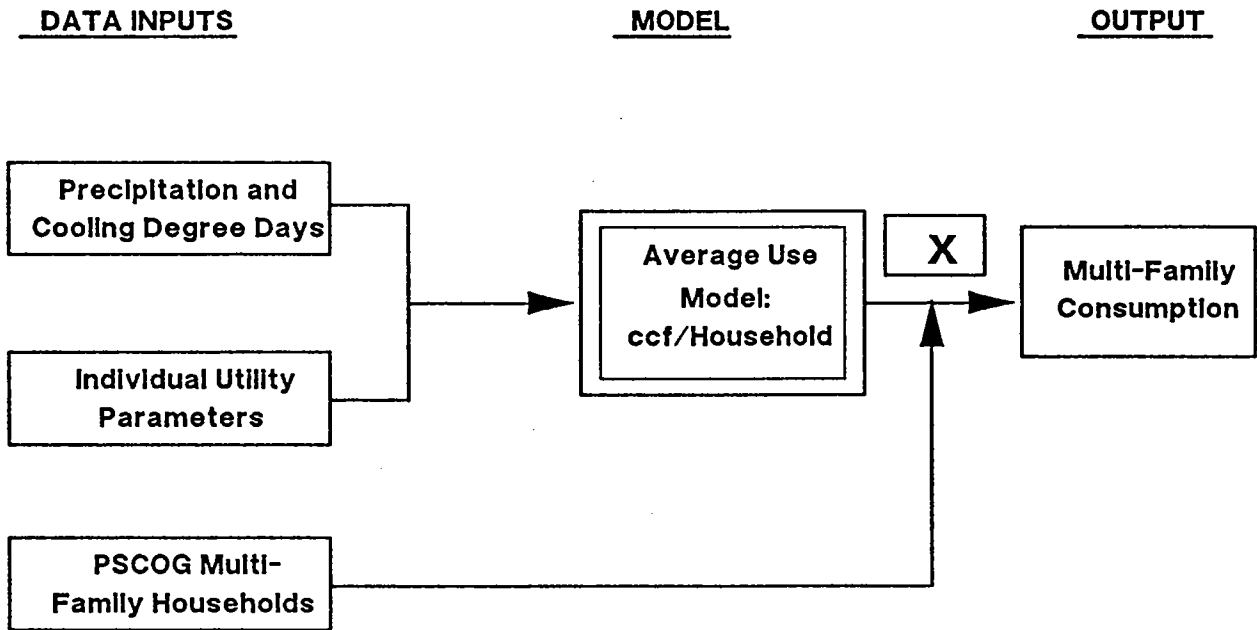 DATA INPUTS
MODEL
OUTPUT
Precipitation and
Cooling Degree Days
Individual Utility
Parameters
PSCOG Multi-
Family Households
Average Use
Model:
ccf/Household
X
Multi-Family
Consumption